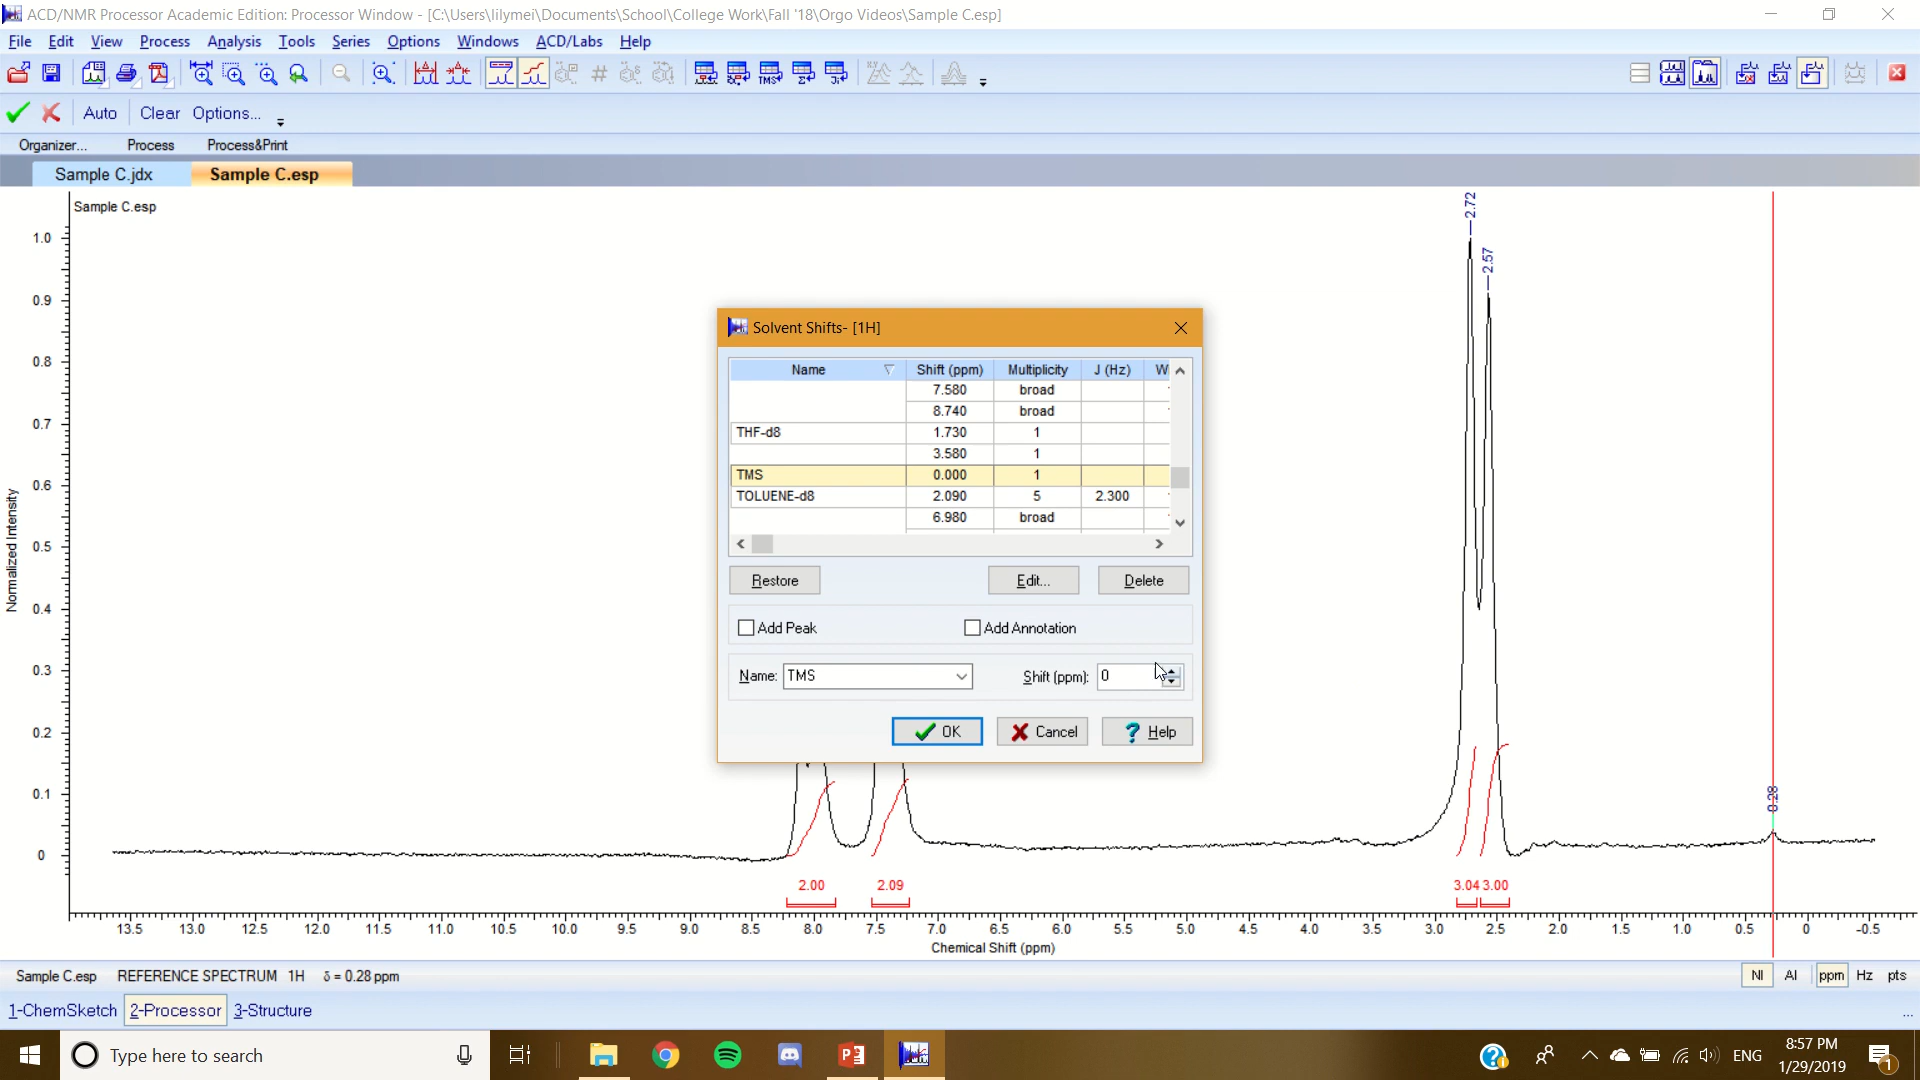 ACD/NMR Processor Academic Edition: Processor Window - [C:\Users\lilymei\Documents\School\College Work\Fall '18\Orgo Videos\Sample C.esp]
File Edit View Process Analysis Tools Series Options Windows ACD/Labs Help
Auto Clear Options...
Organizer... Process Process&Print
Sample C.jdx Sample C.esp
Sample C.esp
2.72
2.57
0.28
Normalized Intensity
1.0
0.9
0.8
0.7
0.6
0.5
0.4
0.3
0.2
0.1
0
Solvent Shifts- [1H]
Name Shift (ppm) Multiplicity J (Hz) W
7.580 broad
8.740 broad
THF-d8 1.730 1
3.580 1
TMS 0.000 1
TOLUENE-d8 2.090 5 2.300
6.980 broad
Restore Edit... Delete
Add Peak Add Annotation
Name: TMS Shift (ppm): 0
OK Cancel Help
2.00 2.09 3.04 3.00
13.5 13.0 12.5 12.0 11.5 11.0 10.5 10.0 9.5 9.0 8.5 8.0 7.5 7.0 6.5 6.0 5.5 5.0 4.5 4.0 3.5 3.0 2.5 2.0 1.5 1.0 0.5 0 -0.5
Chemical Shift (ppm)
Sample C.esp REFERENCE SPECTRUM 1H δ = 0.28 ppm NI AI ppm Hz pts
1-ChemSketch 2-Processor 3-Structure ...
Type here to search ENG 8:57 PM
1/29/2019 1